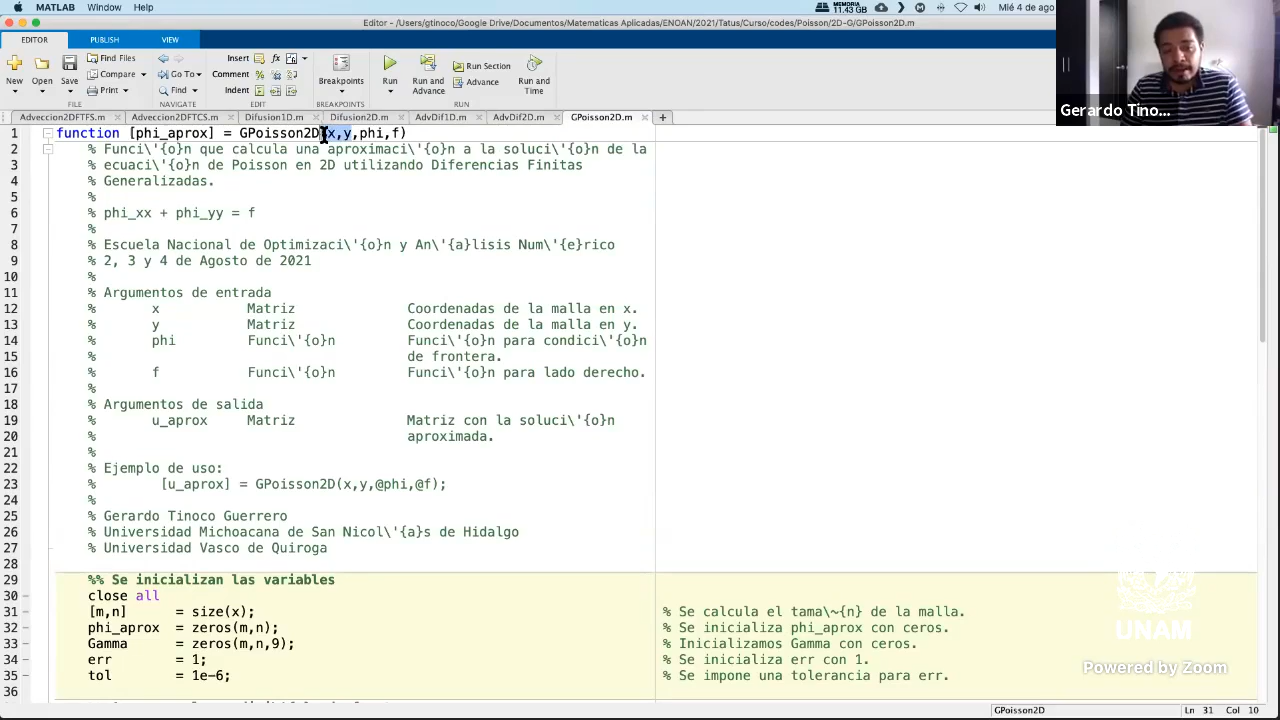 MATLAB Window Help
MEMORIA
11.43 GB
Mié 4 de ago
Editor - /Users/gtinoco/Google Drive/Documentos/Matematicas Aplicadas/ENOAN/2021/Tatus/Curso/codes/Poisson/2D-G/GPoisson2D.m
EDITOR PUBLISH VIEW
New Open Save Find Files Compare Print
Go To Find
Insert fx Comment Indent
Breakpoints Run Run and Advance Run Section Advance Run and Time
FILE NAVIGATE EDIT BREAKPOINTS RUN
Adveccion2DFTFS.m Adveccion2DFTCS.m Difusion1D.m Difusion2D.m AdvDif1D.m AdvDif2D.m GPoisson2D.m +
Gerardo Tino...
1 function [phi_aprox] = GPoisson2D(x,y,phi,f)
2 % Funci\'{o}n que calcula una aproximaci\'{o}n a la soluci\'{o}n de la
3 % ecuaci\'{o}n de Poisson en 2D utilizando Diferencias Finitas
4 % Generalizadas.
5 %
6 % phi_xx + phi_yy = f
7 %
8 % Escuela Nacional de Optimizaci\'{o}n y An\'{a}lisis Num\'{e}rico
9 % 2, 3 y 4 de Agosto de 2021
10 %
11 % Argumentos de entrada
12 % x Matriz Coordenadas de la malla en x.
13 % y Matriz Coordenadas de la malla en y.
14 % phi Funci\'{o}n Funci\'{o}n para condici\'{o}n
15 % de frontera.
16 % f Funci\'{o}n Funci\'{o}n para lado derecho.
17 %
18 % Argumentos de salida
19 % u_aprox Matriz Matriz con la soluci\'{o}n
20 % aproximada.
21 %
22 % Ejemplo de uso:
23 % [u_aprox] = GPoisson2D(x,y,@phi,@f);
24 %
25 % Gerardo Tinoco Guerrero
26 % Universidad Michoacana de San Nicol\'{a}s de Hidalgo
27 % Universidad Vasco de Quiroga
28
29 %% Se inicializan las variables
30 close all
31 [m,n] = size(x); % Se calcula el tama\~{n} de la malla.
32 phi_aprox = zeros(m,n); % Se inicializa phi_aprox con ceros.
33 Gamma = zeros(m,n,9); % Inicializamos Gamma con ceros.
34 err = 1; % Se inicializa err con 1.
35 tol = 1e-6; % Se impone una tolerancia para err.
36
UNAM
Powered by Zoom
GPoisson2D Ln 31 Col 10